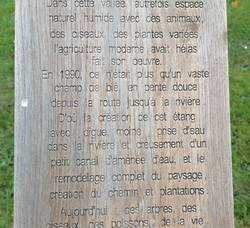 Dans cette vallée, autrefois espace
naturel humide avec des animaux,
des oiseaux, des plantes variées,
l'agriculture moderne avait hélas
fait son oeuvre.
En 1990, ce n'était plus qu'un vaste
champ de blé, en pente douce
depuis la route jusqu'à la rivière.
D'où la création de cet étang
avec digue, moine, prise d'eau
dans la rivière et creusement d'un
petit canal d'amenée d'eau, et le
remodelage complet du paysage,
création du chemin et plantations.
Aujourd'hui : des arbres, des
oiseaux, des poissons, de la vie